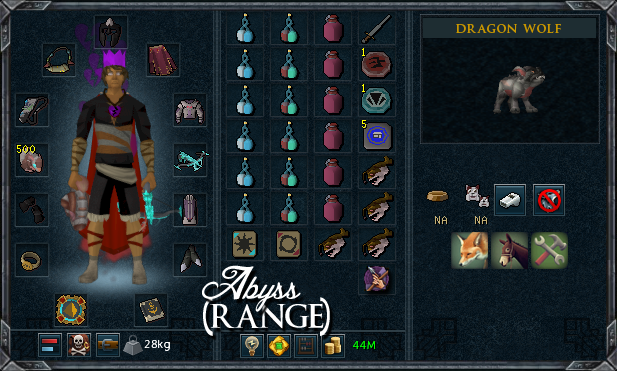 DRAGON WOLF
1
1
500
5
NA
NA
Abyss
(RANGE)
28kg
44M